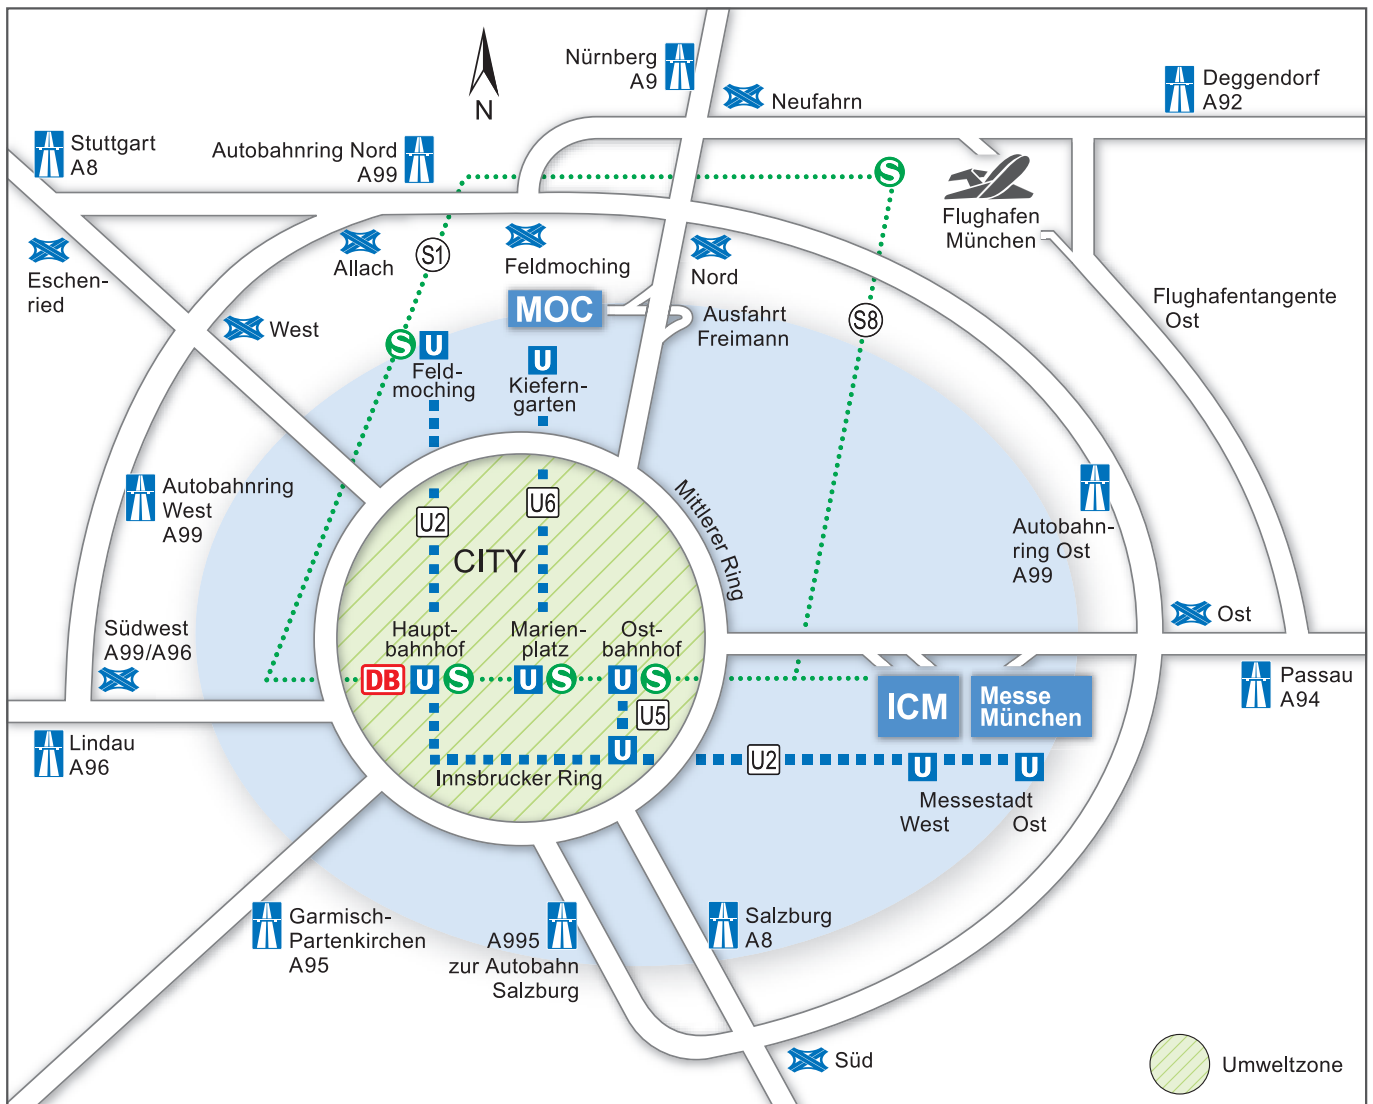 Nürnberg
A9
N
Neufahrn
Deggendorf
A92
Stuttgart
A8
Autobahnring Nord
A99
S
Flughafen
München
Eschen-
ried
Allach
S1
Feldmoching
Nord
Flughafentangente
Ost
MOC
Ausfahrt
Freimann
S8
West
S
U
Feld-
moching
U
Kiefern-
garten
Autobahnring
West
A99
U2
U6
Mittlerer Ring
Autobahn-
ring Ost
A99
CITY
Südwest
A99/A96
Haupt-
bahnhof
Marien-
platz
Ost-
bahnhof
Ost
DB U S
U S
U S
ICM
Messe
München
Passau
A94
U5
Lindau
A96
U
U2
U
U
Innsbrucker Ring
Messestadt
West
Ost
Garmisch-
Partenkirchen
A95
A995
zur Autobahn
Salzburg
Salzburg
A8
Süd
Umweltzone